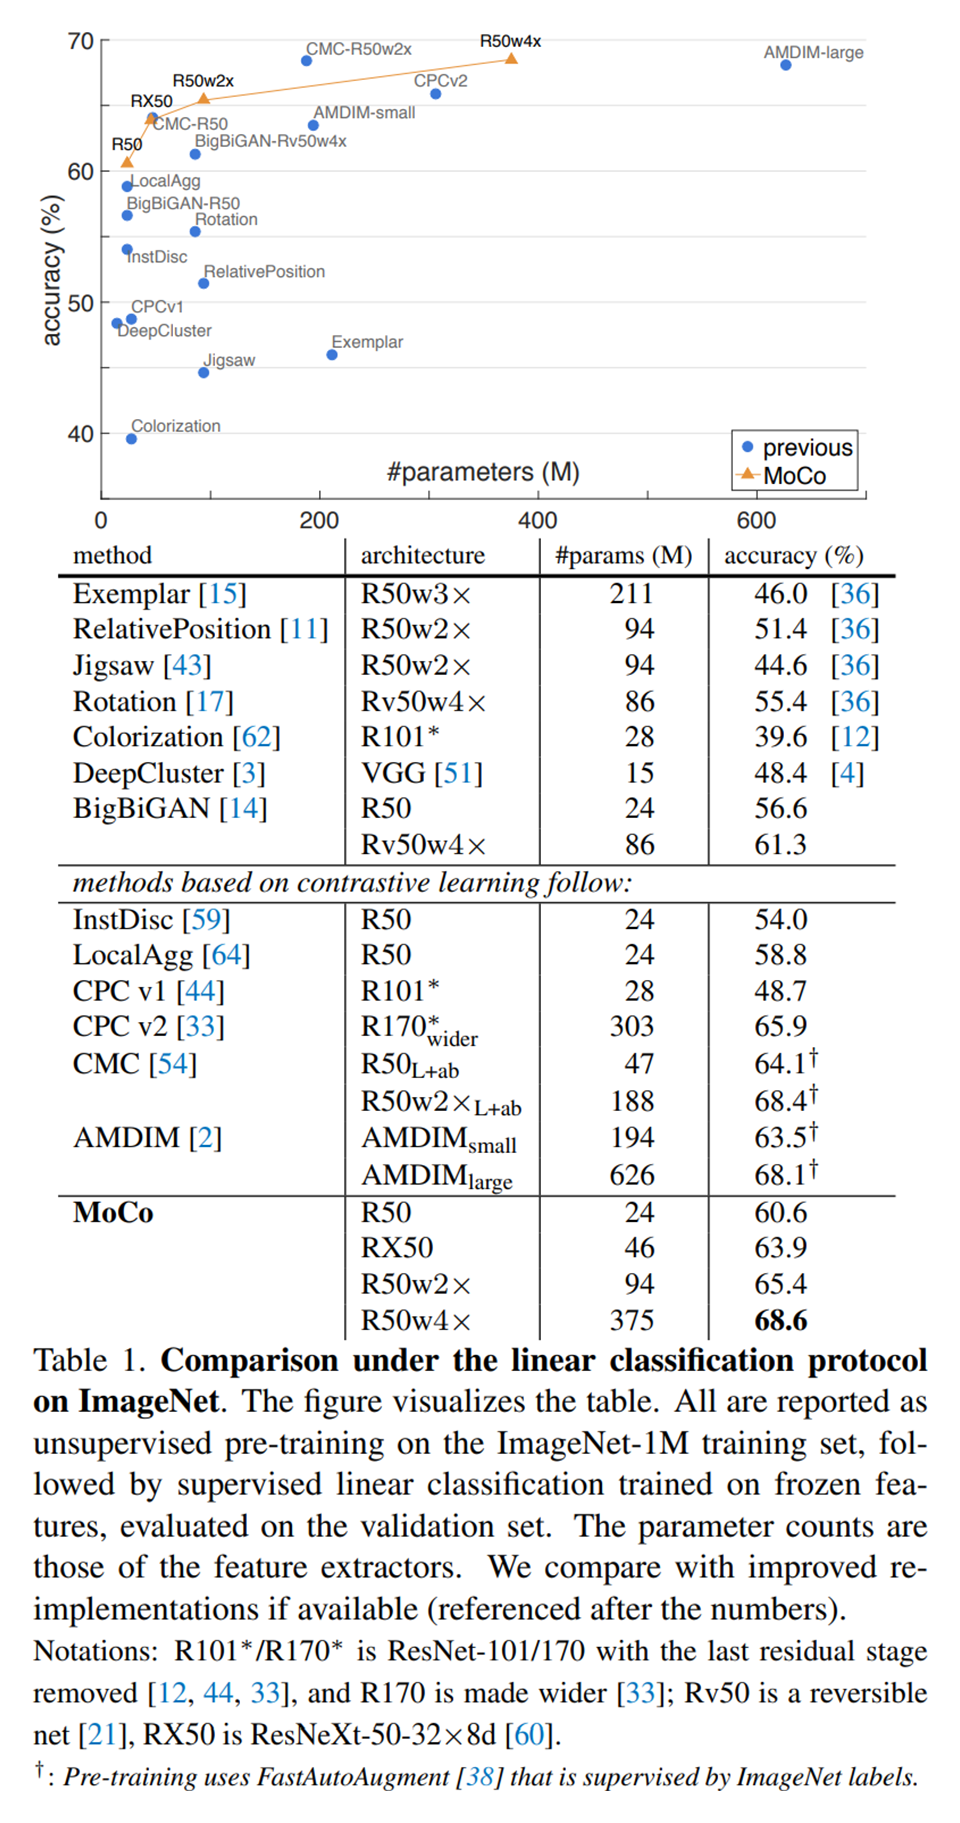 70
60
50
40
accuracy (%)
CMC-R50w2x
R50w4x
AMDIM-large
R50w2x
CPCv2
RX50
CMC-R50
AMDIM-small
R50
BigBiGAN-Rv50w4x
LocalAgg
BigBiGAN-R50
Rotation
InstDisc
RelativePosition
CPCv1
DeepCluster
Exemplar
Jigsaw
Colorization
previous
MoCo
#parameters (M)
0 200 400 600
method architecture #params (M) accuracy (%)
Exemplar [15] R50w3× 211 46.0 [36]
RelativePosition [11] R50w2× 94 51.4 [36]
Jigsaw [43] R50w2× 94 44.6 [36]
Rotation [17] Rv50w4× 86 55.4 [36]
Colorization [62] R101* 28 39.6 [12]
DeepCluster [3] VGG [51] 15 48.4 [4]
BigBiGAN [14] R50 24 56.6
Rv50w4× 86 61.3
methods based on contrastive learning follow:
InstDisc [59] R50 24 54.0
LocalAgg [64] R50 24 58.8
CPC v1 [44] R101* 28 48.7
CPC v2 [33] R170*wider 303 65.9
CMC [54] R50L+ab 47 64.1†
R50w2×L+ab 188 68.4†
AMDIM [2] AMDIMsmall 194 63.5†
AMDIMlarge 626 68.1†
MoCo R50 24 60.6
RX50 46 63.9
R50w2× 94 65.4
R50w4× 375 68.6
Table 1. Comparison under the linear classification protocol
on ImageNet. The figure visualizes the table. All are reported as
unsupervised pre-training on the ImageNet-1M training set, fol-
lowed by supervised linear classification trained on frozen fea-
tures, evaluated on the validation set. The parameter counts are
those of the feature extractors. We compare with improved re-
implementations if available (referenced after the numbers).
Notations: R101*/R170* is ResNet-101/170 with the last residual stage
removed [12, 44, 33], and R170 is made wider [33]; Rv50 is a reversible
net [21], RX50 is ResNeXt-50-32×8d [60].
†: Pre-training uses FastAutoAugment [38] that is supervised by ImageNet labels.